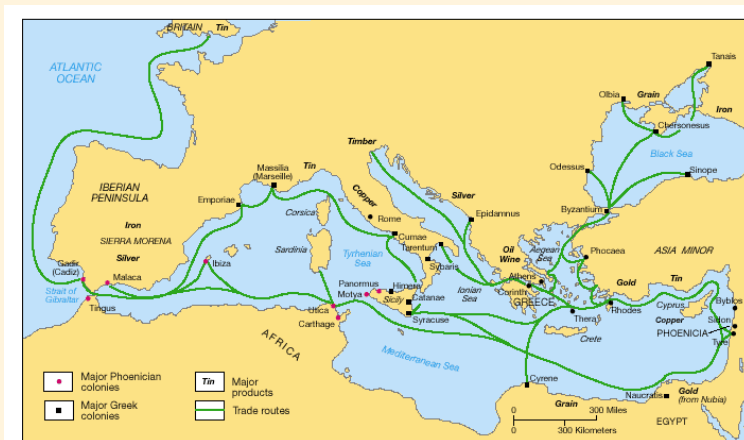 BRITAIN
Tin
ATLANTIC
OCEAN
Tanais
Olbia
Grain
Iron
Chersonesus
Timber
Black Sea
Massilia
(Marseille)
Tin
Odessus
Sinope
IBERIAN
PENINSULA
Emporiae
Corsica
Copper
Rome
Silver
Epidamnus
Byzantium
Iron
SIERRA MORENA
Sardinia
Cumae
Tarentum
Oil
Wine
Aegean
Sea
Phocaea
ASIA MINOR
Silver
Gadir
(Cadiz)
Malaca
Ibiza
Tyrrhenian
Sea
Sybaris
Ionian
Sea
Athens
Corinth
GREECE
Gold
Tin
Strait of
Gibraltar
Tingus
Panormus
Motya
Himera
Sicily
Catanae
Syracuse
Utica
Carthage
Thera
Rhodes
Crete
Cyprus
Copper
Byblos
Sidon
PHOENICIA
Tyre
AFRICA
Mediterranean Sea
Cyrene
Naucratis
Gold
(from Nubia)
Grain
EGYPT
Major Phoenician
colonies
Major Greek
colonies
Tin
Major
products
Trade routes
0 300 Miles
0 300 Kilometers